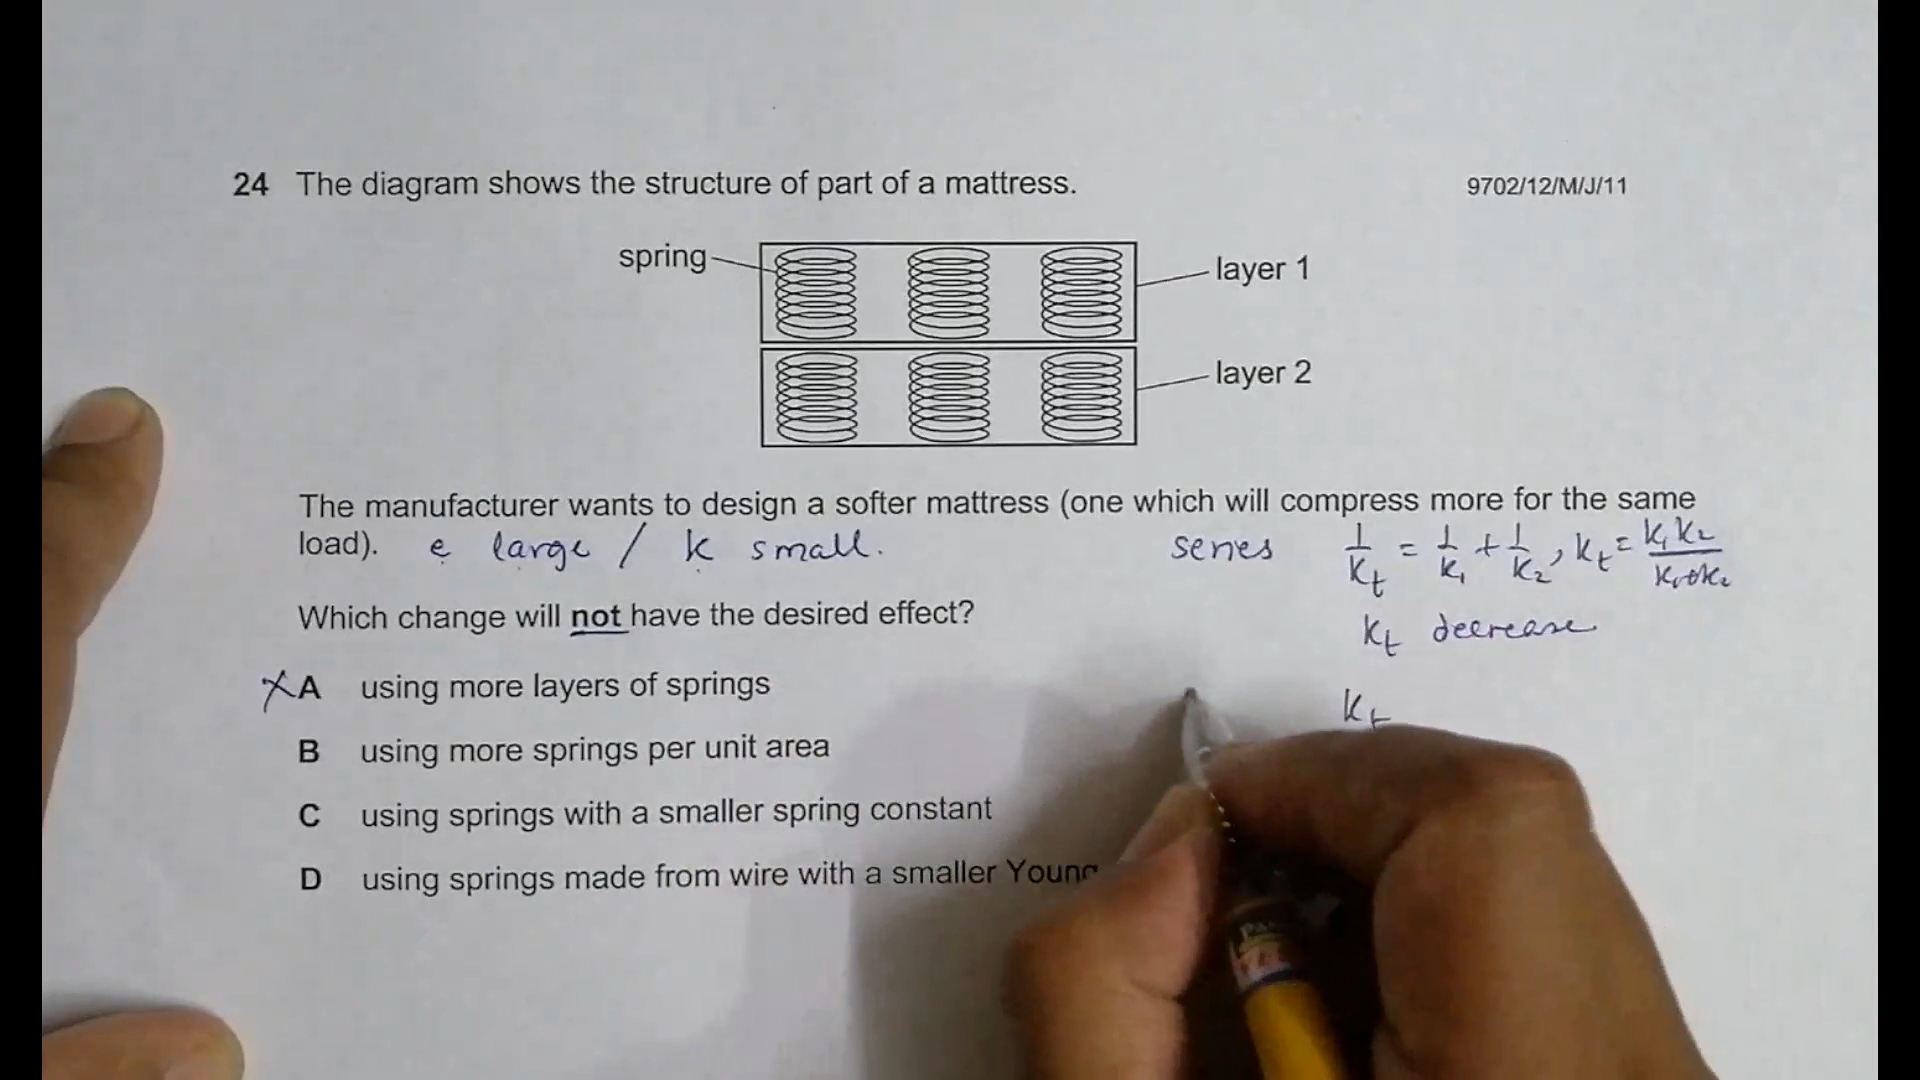 24 The diagram shows the structure of part of a mattress. 9702/12/M/J/11
spring
layer 1
layer 2
The manufacturer wants to design a softer mattress (one which will compress more for the same
load). e large / k small.
series 1/kt = 1/k1 + 1/k2, kt = k1k2/k1+k2
kt decrease
Which change will not have the desired effect?
XA using more layers of springs
kt
B using more springs per unit area
C using springs with a smaller spring constant
D using springs made from wire with a smaller Young